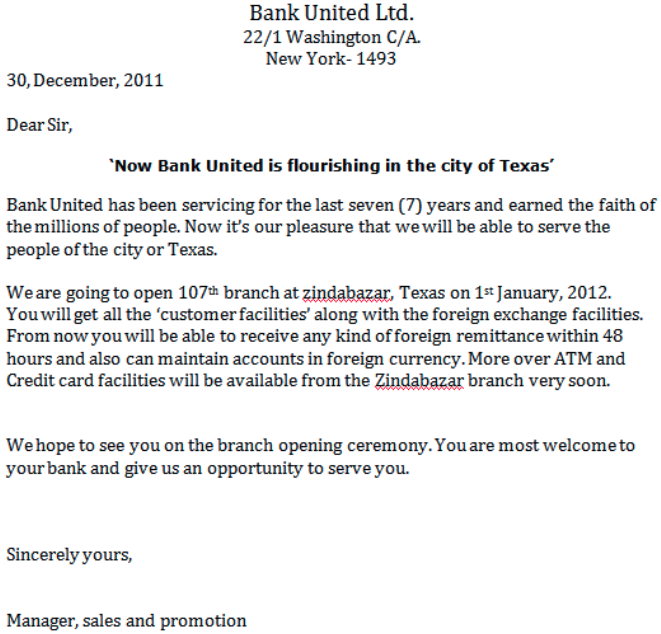 Bank United Ltd.
22/1 Washington C/A.
New York- 1493
30, December, 2011
Dear Sir,
‘Now Bank United is flourishing in the city of Texas’
Bank United has been servicing for the last seven (7) years and earned the faith of
the millions of people. Now it's our pleasure that we will be able to serve the
people of the city or Texas.
We are going to open 107th branch at zindabazar, Texas on 1st January, 2012.
You will get all the ‘customer facilities’ along with the foreign exchange facilities.
From now you will be able to receive any kind of foreign remittance within 48
hours and also can maintain accounts in foreign currency. More over ATM and
Credit card facilities will be available from the Zindabazar branch very soon.
We hope to see you on the branch opening ceremony. You are most welcome to
your bank and give us an opportunity to serve you.
Sincerely yours,
Manager, sales and promotion